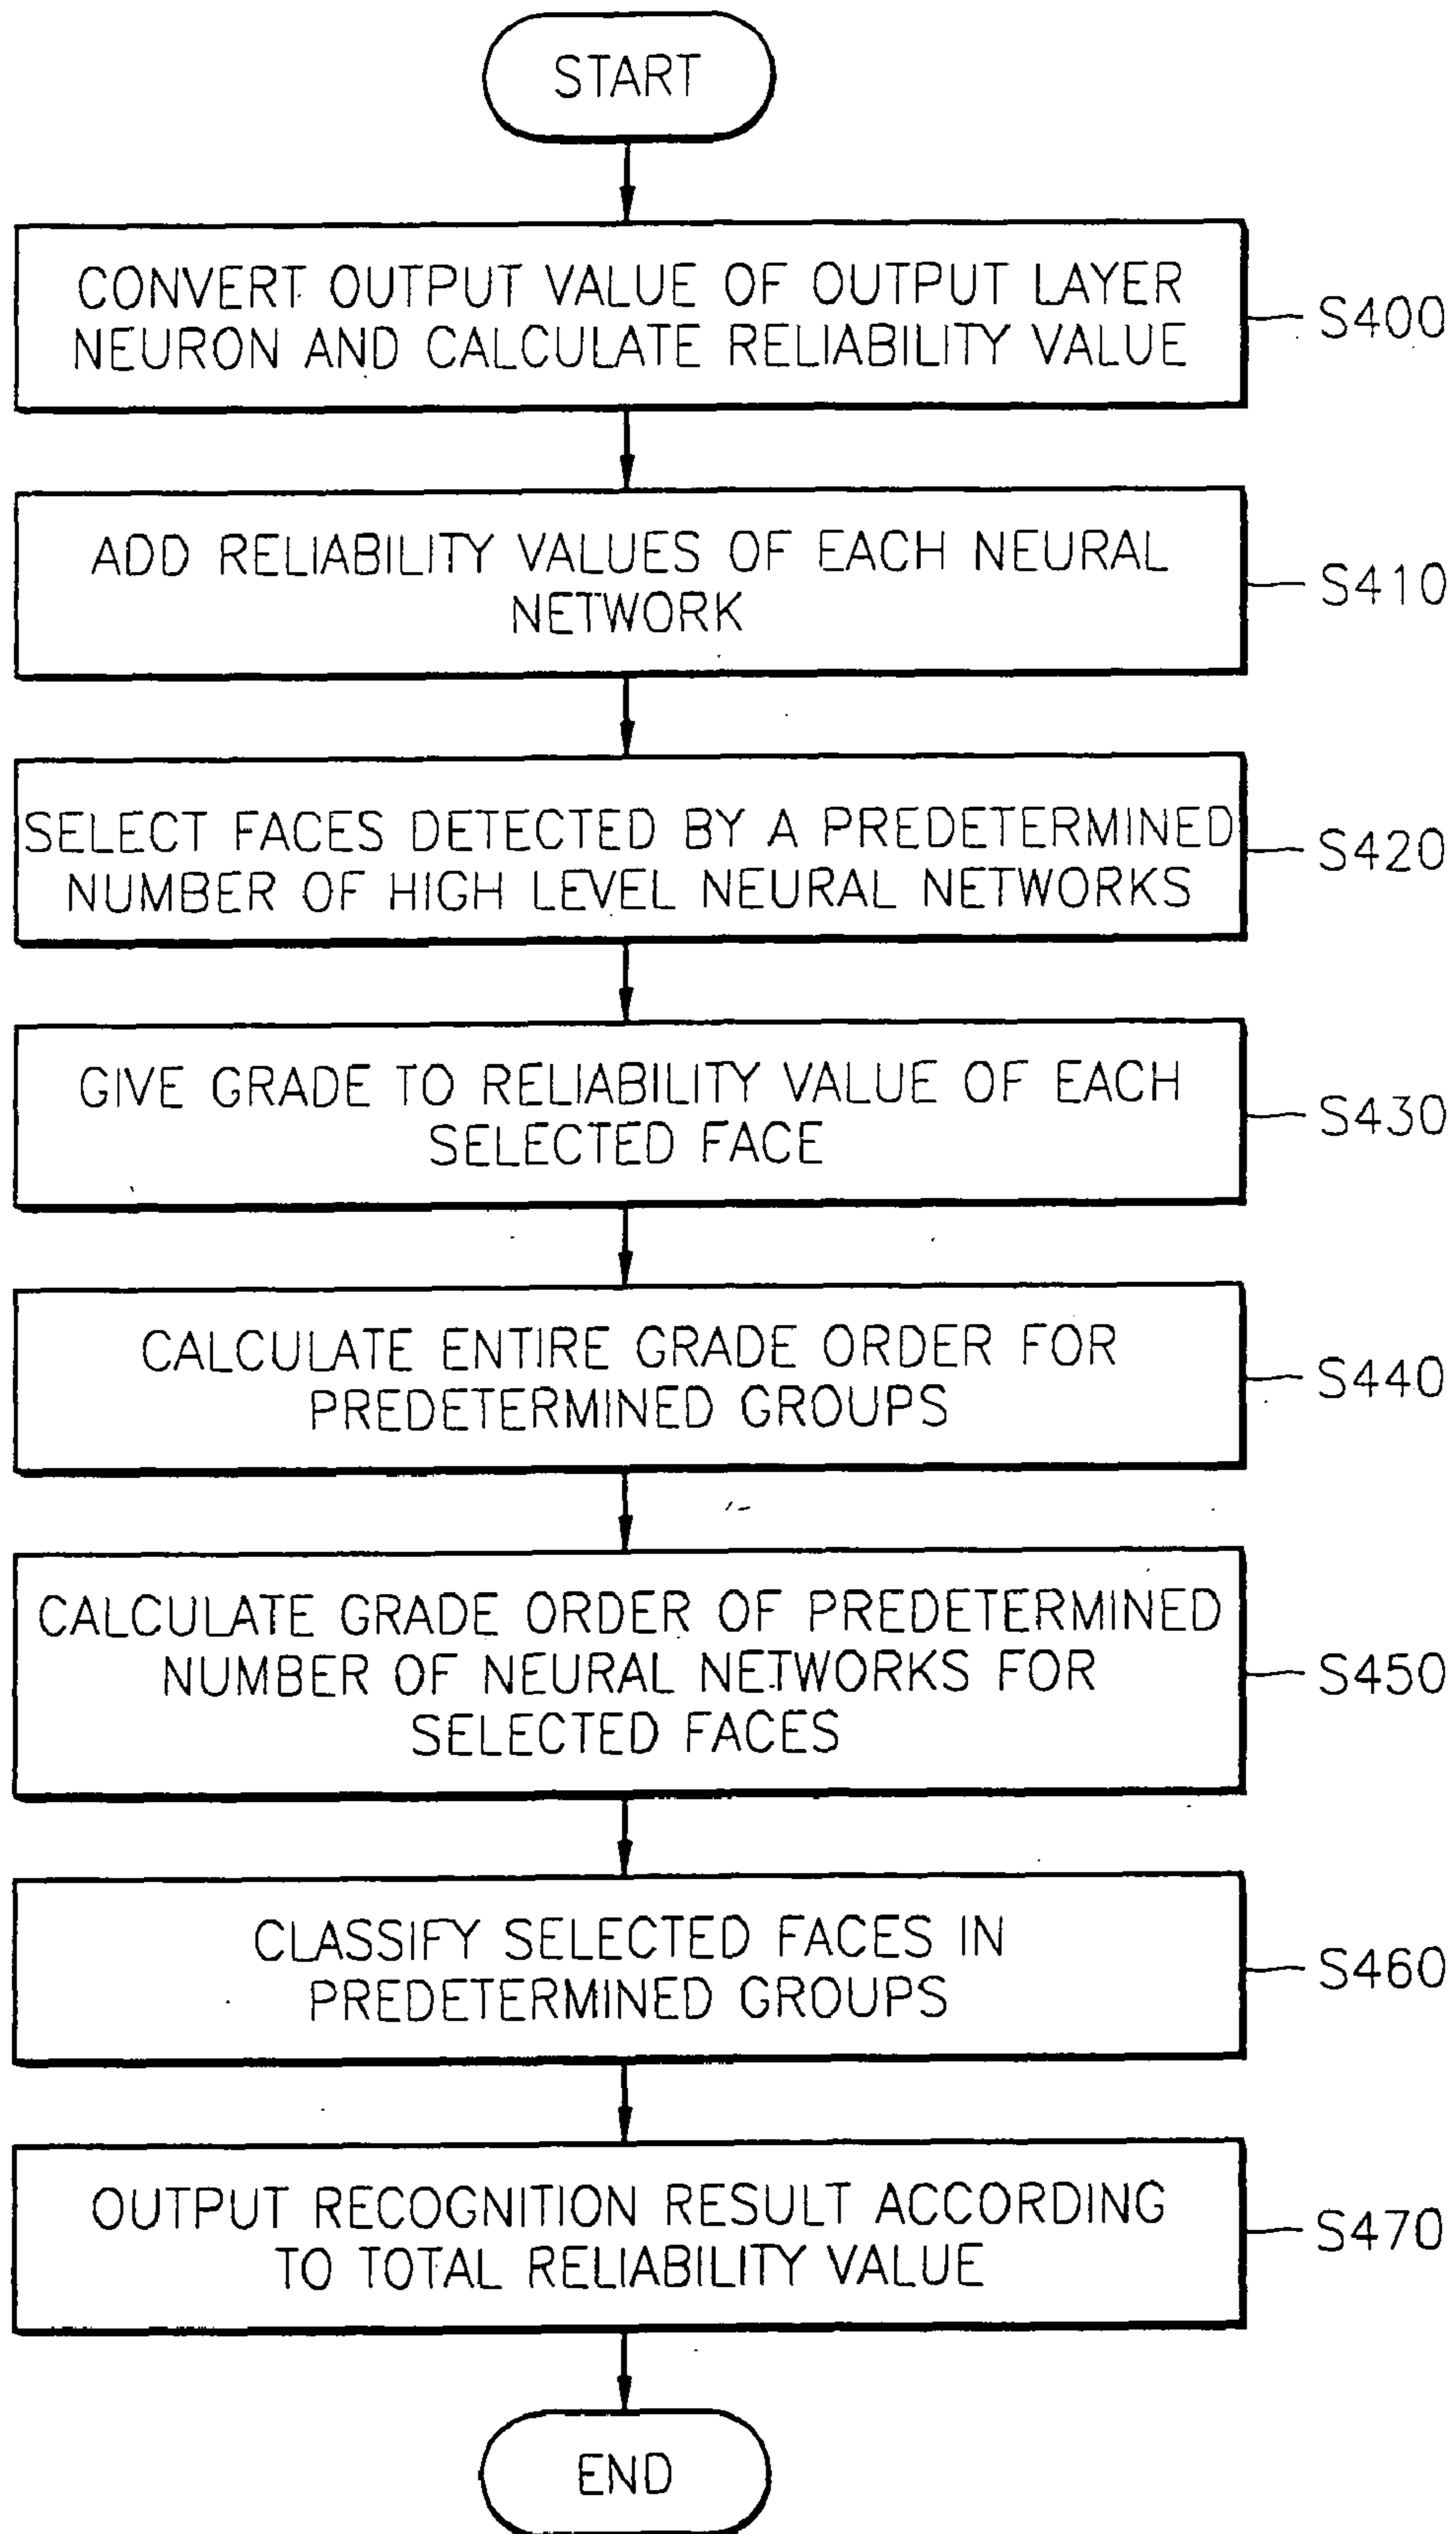 START
CONVERT OUTPUT VALUE OF OUTPUT LAYER
NEURON AND CALCULATE RELIABILITY VALUE
S400
ADD RELIABILITY VALUES OF EACH NEURAL
NETWORK
S410
SELECT FACES DETECTED BY A PREDETERMINED
NUMBER OF HIGH LEVEL NEURAL NETWORKS
S420
GIVE GRADE TO RELIABILITY VALUE OF EACH
SELECTED FACE
S430
CALCULATE ENTIRE GRADE ORDER FOR
PREDETERMINED GROUPS
S440
CALCULATE GRADE ORDER OF PREDETERMINED
NUMBER OF NEURAL NETWORKS FOR
SELECTED FACES
S450
CLASSIFY SELECTED FACES IN
PREDETERMINED GROUPS
S460
OUTPUT RECOGNITION RESULT ACCORDING
TO TOTAL RELIABILITY VALUE
S470
END